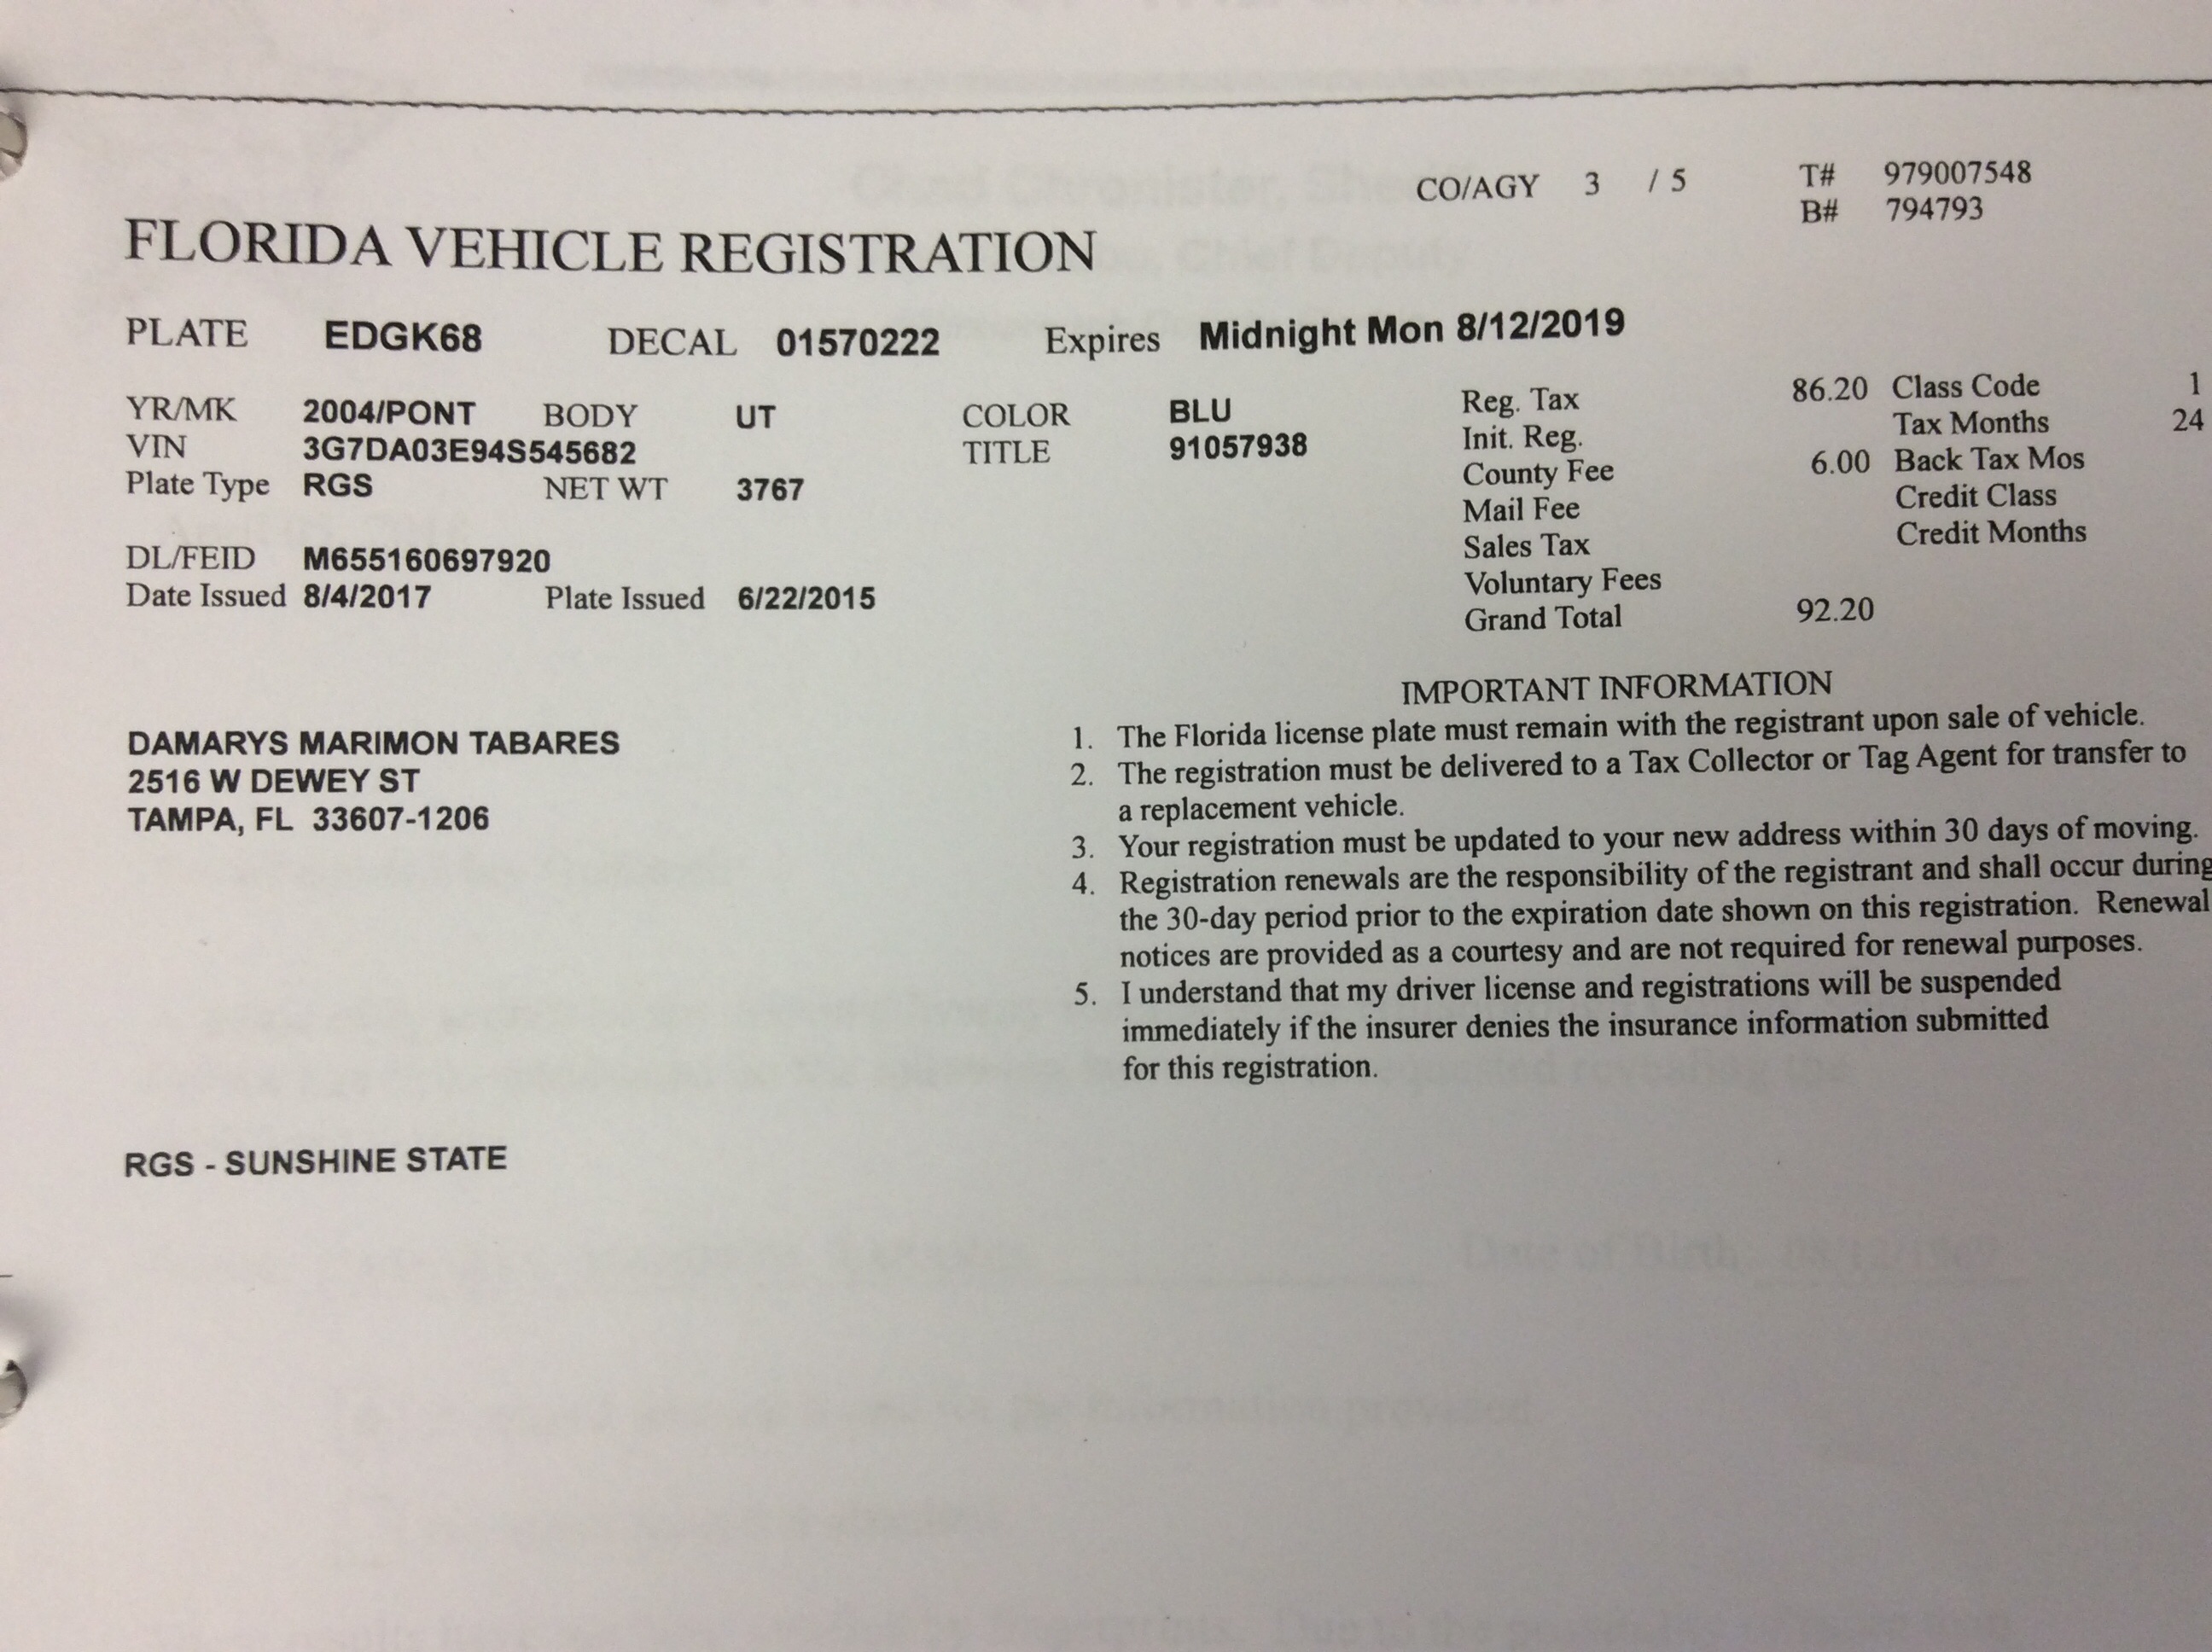 CO/AGY 3 / 5 T# 979007548
B# 794793
FLORIDA VEHICLE REGISTRATION
PLATE EDGK68 DECAL 01570222 Expires Midnight Mon 8/12/2019
YR/MK 2004/PONT BODY UT COLOR BLU
VIN 3G7DA03E94S545682 TITLE 91057938
Plate Type RGS NET WT 3767
DL/FEID M655160697920
Date Issued 8/4/2017 Plate Issued 6/22/2015
Reg. Tax 86.20 Class Code 1
Init. Reg. Tax Months 24
County Fee 6.00 Back Tax Mos
Mail Fee Credit Class
Sales Tax Credit Months
Voluntary Fees
Grand Total 92.20
DAMARYS MARIMON TABARES
2516 W DEWEY ST
TAMPA, FL 33607-1206
IMPORTANT INFORMATION
1. The Florida license plate must remain with the registrant upon sale of vehicle.
2. The registration must be delivered to a Tax Collector or Tag Agent for transfer to
a replacement vehicle.
3. Your registration must be updated to your new address within 30 days of moving.
4. Registration renewals are the responsibility of the registrant and shall occur during
the 30-day period prior to the expiration date shown on this registration. Renewal
notices are provided as a courtesy and are not required for renewal purposes.
5. I understand that my driver license and registrations will be suspended
immediately if the insurer denies the insurance information submitted
for this registration.
RGS - SUNSHINE STATE